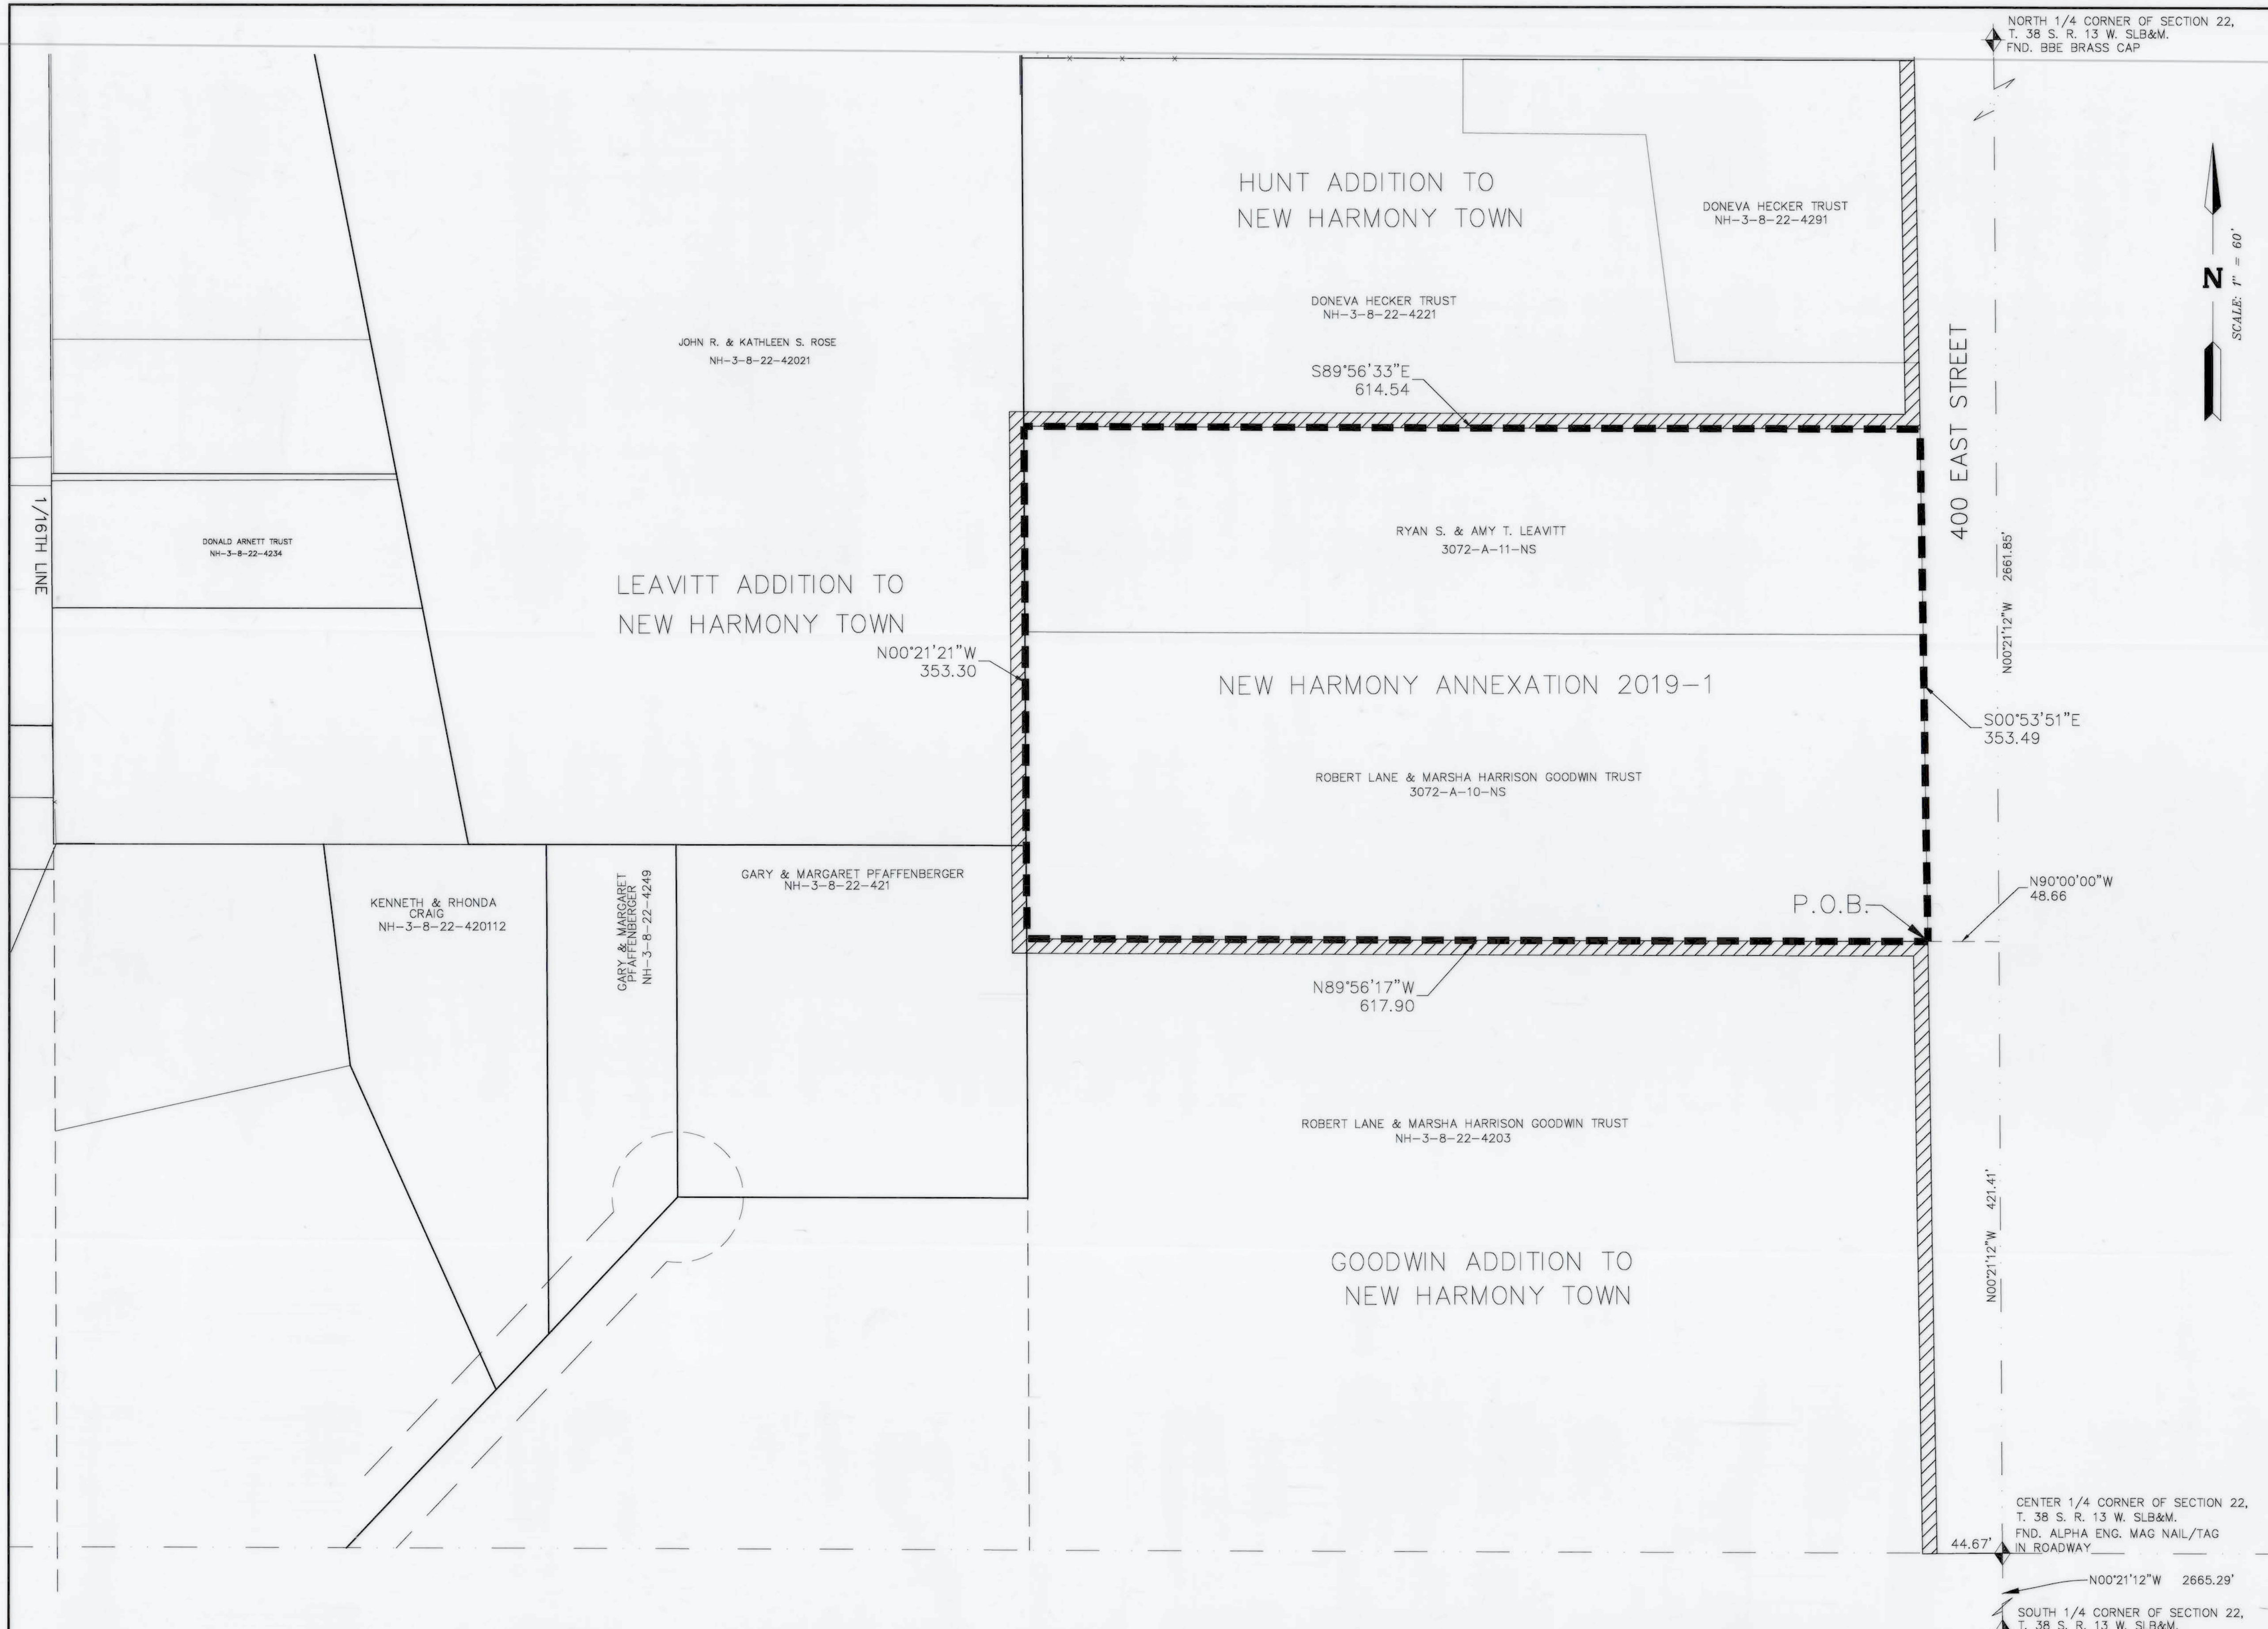 NORTH 1/4 CORNER OF SECTION 22,
T. 38 S. R. 13 W. SLB&M.
FND. BBE BRASS CAP
N
SCALE: 1" = 60'
HUNT ADDITION TO
NEW HARMONY TOWN
DONEVA HECKER TRUST
NH-3-8-22-4291
DONEVA HECKER TRUST
NH-3-8-22-4221
JOHN R. & KATHLEEN S. ROSE
NH-3-8-22-42021
S89°56'33"E
614.54
400 EAST STREET
1/16TH LINE
DONALD ARNETT TRUST
NH-3-8-22-4234
RYAN S. & AMY T. LEAVITT
3072-A-11-NS
N00°21'12"W 2661.85'
LEAVITT ADDITION TO
NEW HARMONY TOWN
N00°21'21"W
353.30
NEW HARMONY ANNEXATION 2019-1
S00°53'51"E
353.49
ROBERT LANE & MARSHA HARRISON GOODWIN TRUST
3072-A-10-NS
N90°00'00"W
48.66
P.O.B.
KENNETH & RHONDA
CRAIG
NH-3-8-22-420112
GARY & MARGARET
PFAFFENBERGER
NH-3-8-22-4249
GARY & MARGARET PFAFFENBERGER
NH-3-8-22-421
N89°56'17"W
617.90
ROBERT LANE & MARSHA HARRISON GOODWIN TRUST
NH-3-8-22-4203
N00°21'12"W 421.41'
GOODWIN ADDITION TO
NEW HARMONY TOWN
CENTER 1/4 CORNER OF SECTION 22,
T. 38 S. R. 13 W. SLB&M.
FND. ALPHA ENG. MAG NAIL/TAG
IN ROADWAY
44.67'
N00°21'12"W 2665.29'
SOUTH 1/4 CORNER OF SECTION 22,
T. 38 S. R. 13 W. SLB&M.